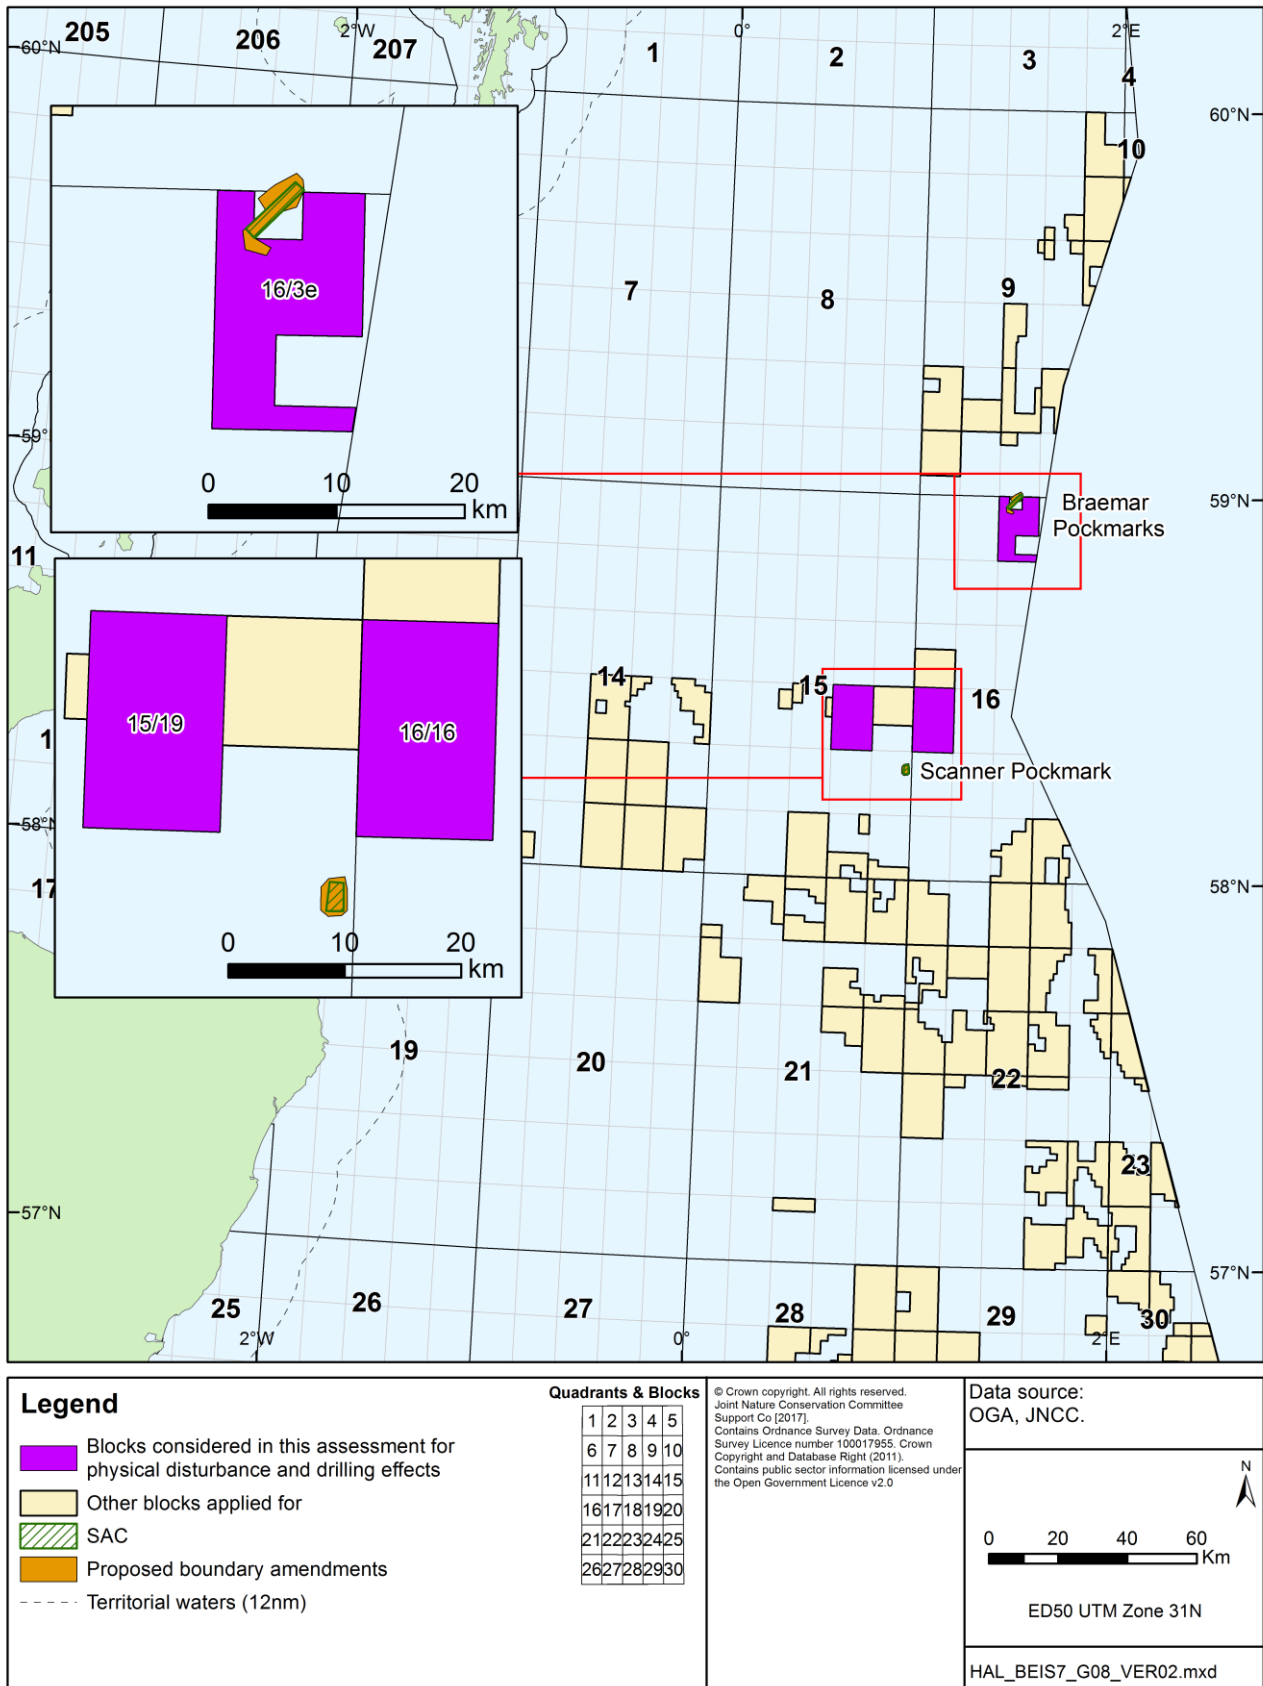 205
206
2°W
207
0°
2°E
1
2
3
4
60°N
60°N
10
7
8
9
16/3e
0 10 20
km
59°
59°N
Braemar
Pockmarks
11
14
15
16
15/19
16/16
1
Scanner Pockmark
58°N
58°N
17
0 10 20
km
19
20
21
22
23
57°N
57°N
25
26
27
28
29
30
2°W
0°
2°E
Legend
Blocks considered in this assessment for
physical disturbance and drilling effects
Other blocks applied for
SAC
Proposed boundary amendments
Territorial waters (12nm)
Quadrants & Blocks
1 2 3 4 5
6 7 8 9 10
11 12 13 14 15
16 17 18 19 20
21 22 23 24 25
26 27 28 29 30
© Crown copyright. All rights reserved.
Joint Nature Conservation Committee
Support Co [2017].
Contains Ordnance Survey Data. Ordnance
Survey Licence number 100017955. Crown
Copyright and Database Right (2011).
Contains public sector information licensed under
the Open Government Licence v2.0
Data source:
OGA, JNCC.
N
0 20 40 60
Km
ED50 UTM Zone 31N
HAL_BEIS7_G08_VER02.mxd